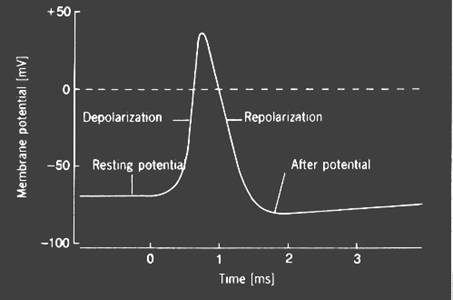 +50
0
Depolarization
Repolarization
−50
Resting potential
After potential
−100
0
1
2
3
Time [ms]
Membrane potential [mV]